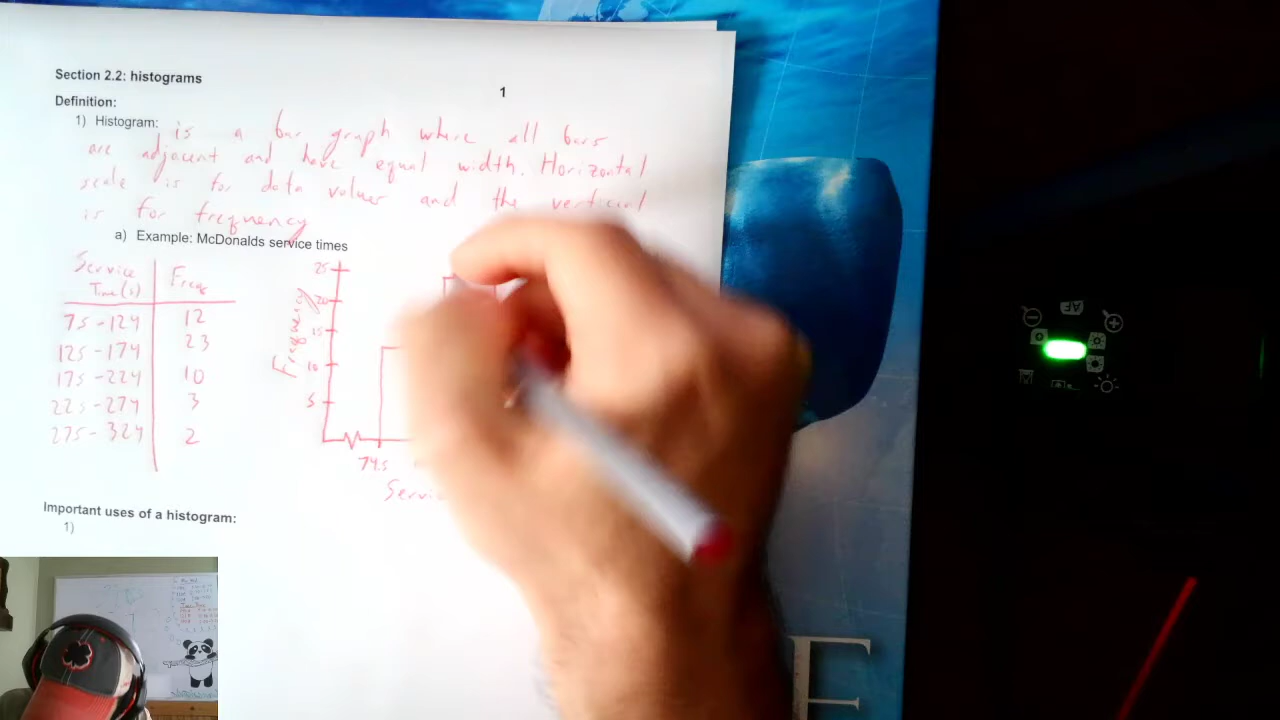 Section 2.2: histograms
1
Definition:
1) Histogram: is a bar graph where all bars
are adjacent and have equal width. Horizontal
scale is for data values and the vertical
is for frequency
a) Example: McDonalds service times
Service Time(s) Freq
75-124 12
125-174 23
175-224 10
225-274 3
275-324 2
Frequency
25
20
15
10
5
74.5
Servic
Important uses of a histogram:
1)
AF
E